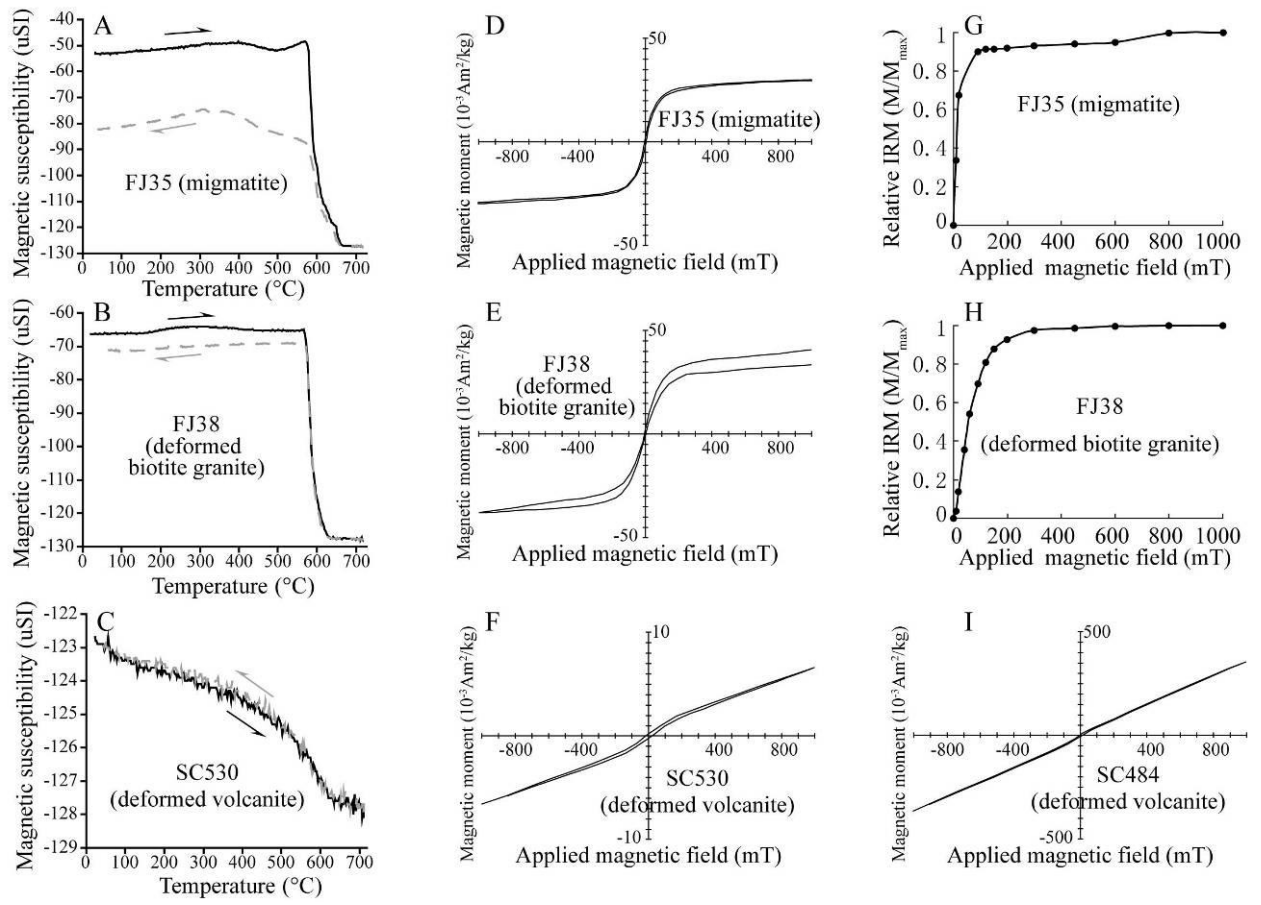 A
Magnetic susceptibility (uSI)
-40
-50
-60
-70
-80
-90
-100
-110
-120
-130
FJ35 (migmatite)
0 100 200 300 400 500 600 700
Temperature (°C)
D
Magnetic moment (10⁻³Am²/kg)
50
FJ35 (migmatite)
-800 -400 400 800
-50
Applied magnetic field (mT)
G
Relative IRM (M/Mmax)
1
0.8
0.6
0.4
0.2
0
FJ35 (migmatite)
0 200 400 600 800 1000
Applied magnetic field (mT)
B
Magnetic susceptibility (uSI)
-60
-70
-80
-90
-100
-110
-120
-130
FJ38
(deformed
biotite granite)
0 100 200 300 400 500 600 700
Temperature (°C)
E
Magnetic moment (10⁻³Am²/kg)
50
FJ38
(deformed
biotite granite)
-800 -400 400 800
-50
Applied magnetic field (mT)
H
Relative IRM (M/Mmax)
1
0.8
0.6
0.4
0.2
0
FJ38
(deformed biotite granite)
0 200 400 600 800 1000
Applied magnetic field (mT)
C
Magnetic susceptibility (uSI)
-122
-123
-124
-125
-126
-127
-128
-129
SC530
(deformed volcanite)
0 100 200 300 400 500 600 700
Temperature (°C)
F
Magnetic moment (10⁻³Am²/kg)
10
-800 -400 400 800
SC530
(deformed volcanite)
-10
Applied magnetic field (mT)
I
Magnetic moment (10⁻³Am²/kg)
500
-800 -400 400 800
SC484
(deformed volcanite)
-500
Applied magnetic field (mT)